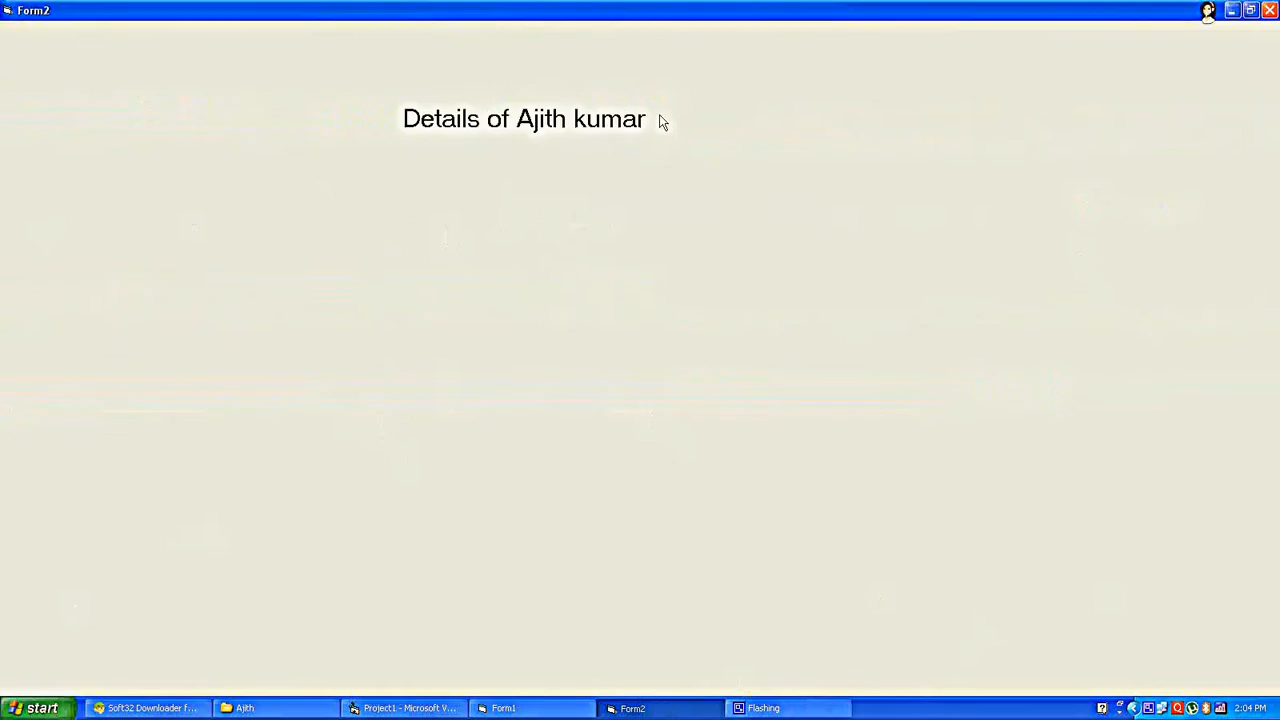 Form2
Details of Ajith kumar
start
Soft32 Downloader f...
Ajith
Project1 - Microsoft V...
Form1
Form2
Flashing
2:04 PM